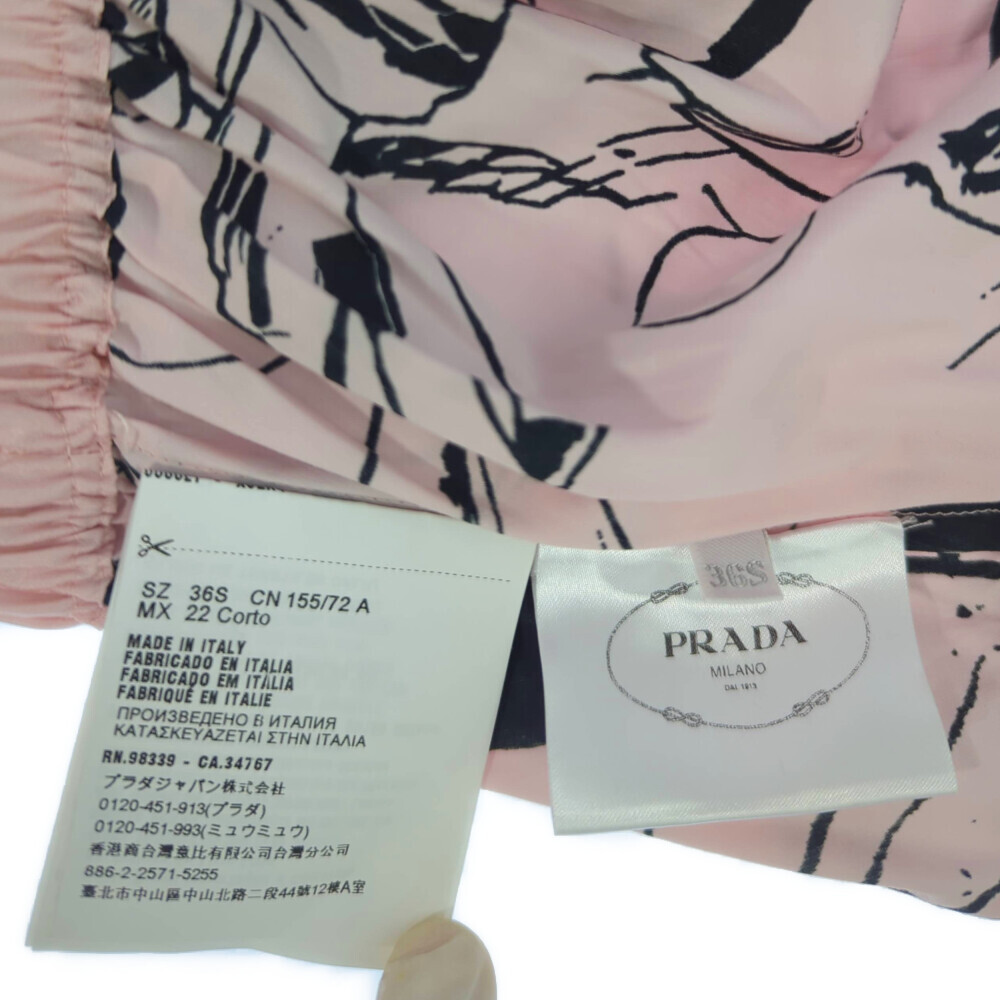 SZ 36S CN 155/72 A
MX 22 Corto
MADE IN ITALY
FABRICADO EN ITALIA
FABRICADO EM ITÁLIA
FABRIQUÉ EN ITALIE
ПРОИЗВЕДЕНО В ИТАЛИЯ
ΚΑΤΑΣΚΕΥΑΖΕΤΑΙ ΣΤΗΝ ΙΤΑΛΙΑ
RN.98339 - CA.34767
プラダジャパン株式会社
0120-451-913(プラダ)
0120-451-993(ミュウミュウ)
香港商台灣惠比有限公司台灣分公司
886-2-2571-5255
臺北市中山區中山北路二段44號12樓A室
36S
PRADA
MILANO
DAL 1913